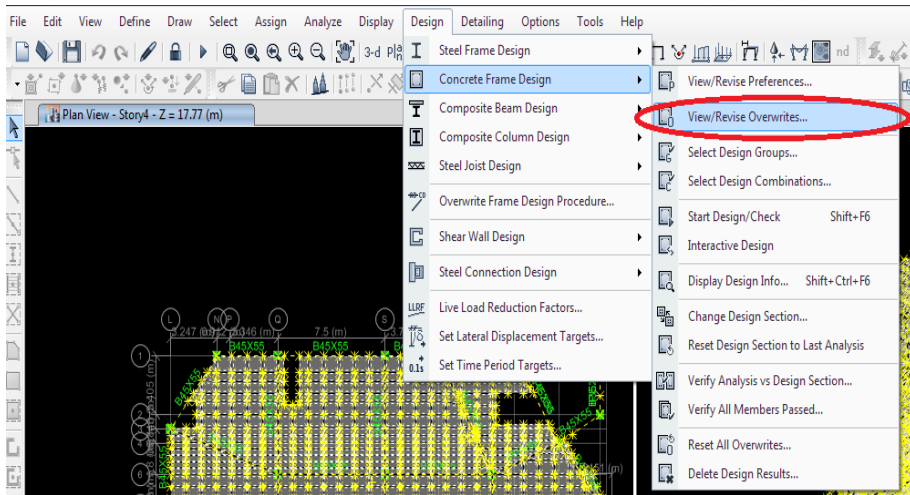 File Edit View Define Draw Select Assign Analyze Display Design Detailing Options Tools Help
3-d
nd
Plan View - Story4 - Z = 17.77 (m)
Steel Frame Design
Concrete Frame Design
Composite Beam Design
Composite Column Design
Steel Joist Design
Overwrite Frame Design Procedure...
Shear Wall Design
Steel Connection Design
LLRF Live Load Reduction Factors...
Set Lateral Displacement Targets...
0.1s Set Time Period Targets...
View/Revise Preferences...
View/Revise Overwrites...
Select Design Groups...
Select Design Combinations...
Start Design/Check Shift+F6
Interactive Design
Display Design Info... Shift+Ctrl+F6
Change Design Section...
Reset Design Section to Last Analysis
Verify Analysis vs Design Section...
Verify All Members Passed...
Reset All Overwrites...
Delete Design Results...
L N P Q S
7.5 (m)
B45X55 B45X55
1
6